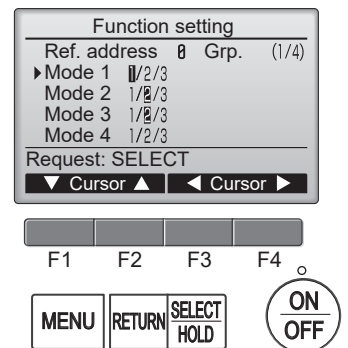 Function setting
Ref. address 0 Grp. (1/4)
▶Mode 1 1/2/3
Mode 2 1/2/3
Mode 3 1/2/3
Mode 4 1/2/3
Request: SELECT
▼ Cursor ▲ ◀ Cursor ▶
F1 F2 F3 F4
MENU RETURN SELECT
HOLD
ON
OFF